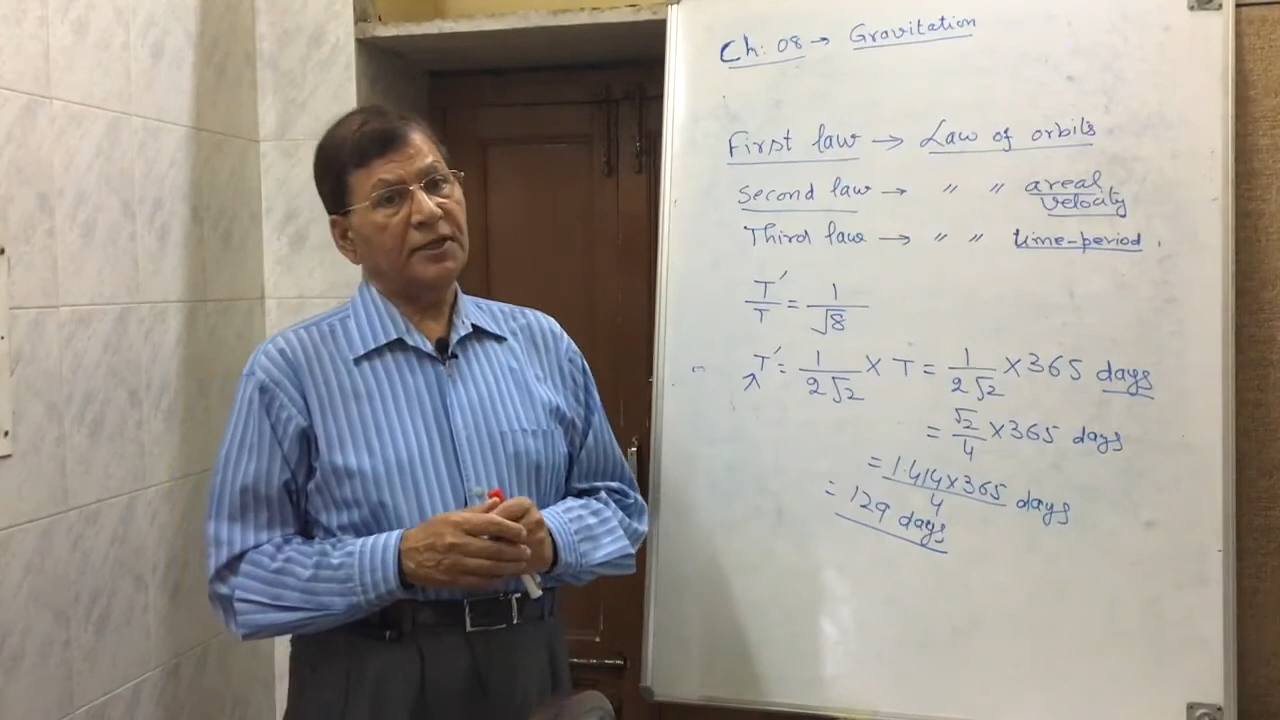 Ch: 08 → Gravitation
First law → Law of orbits
Second law → " " areal velocity
Third law → " " time-period.
T'/T = 1/√8
T' = 1/2√2 × T = 1/2√2 × 365 days
= √2/4 × 365 days
= 1.414×365/4 days
= 129 days